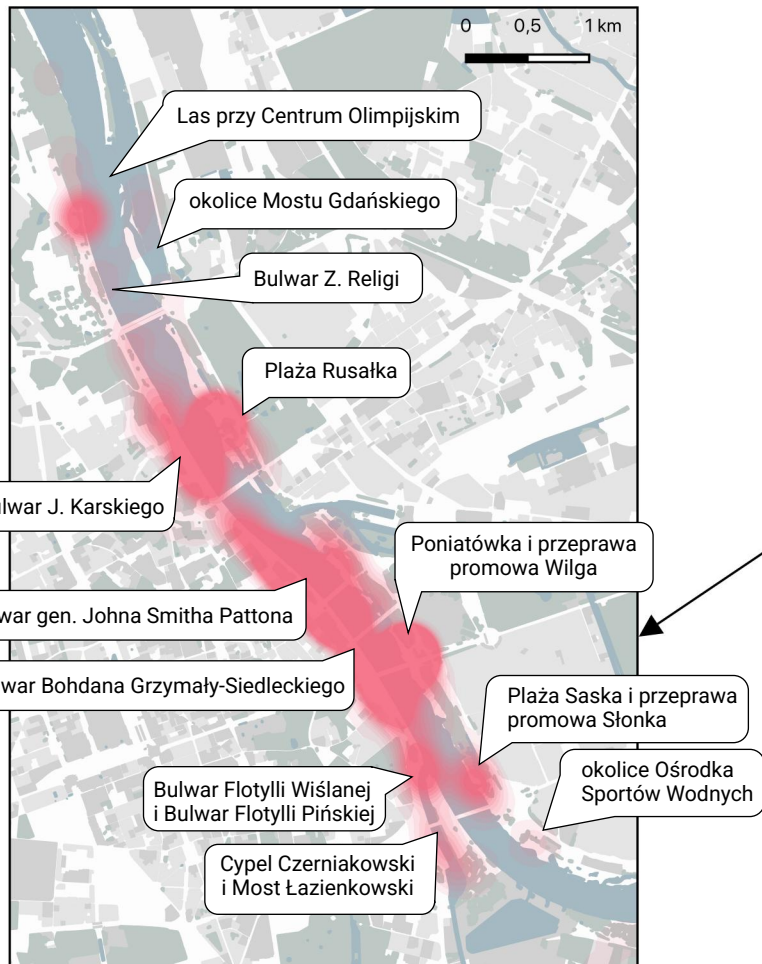 0 0,5 1 km
Las przy Centrum Olimpijskim
okolice Mostu Gdańskiego
Bulwar Z. Religi
Plaża Rusałka
lwar J. Karskiego
Poniatówka i przeprawa
promowa Wilga
war gen. Johna Smitha Pattona
war Bohdana Grzymały-Siedleckiego
Plaża Saska i przeprawa
promowa Słonka
okolice Ośrodka
Sportów Wodnych
Bulwar Flotylli Wiślanej
i Bulwar Flotylli Pińskiej
Cypel Czerniakowski
i Most Łazienkowski